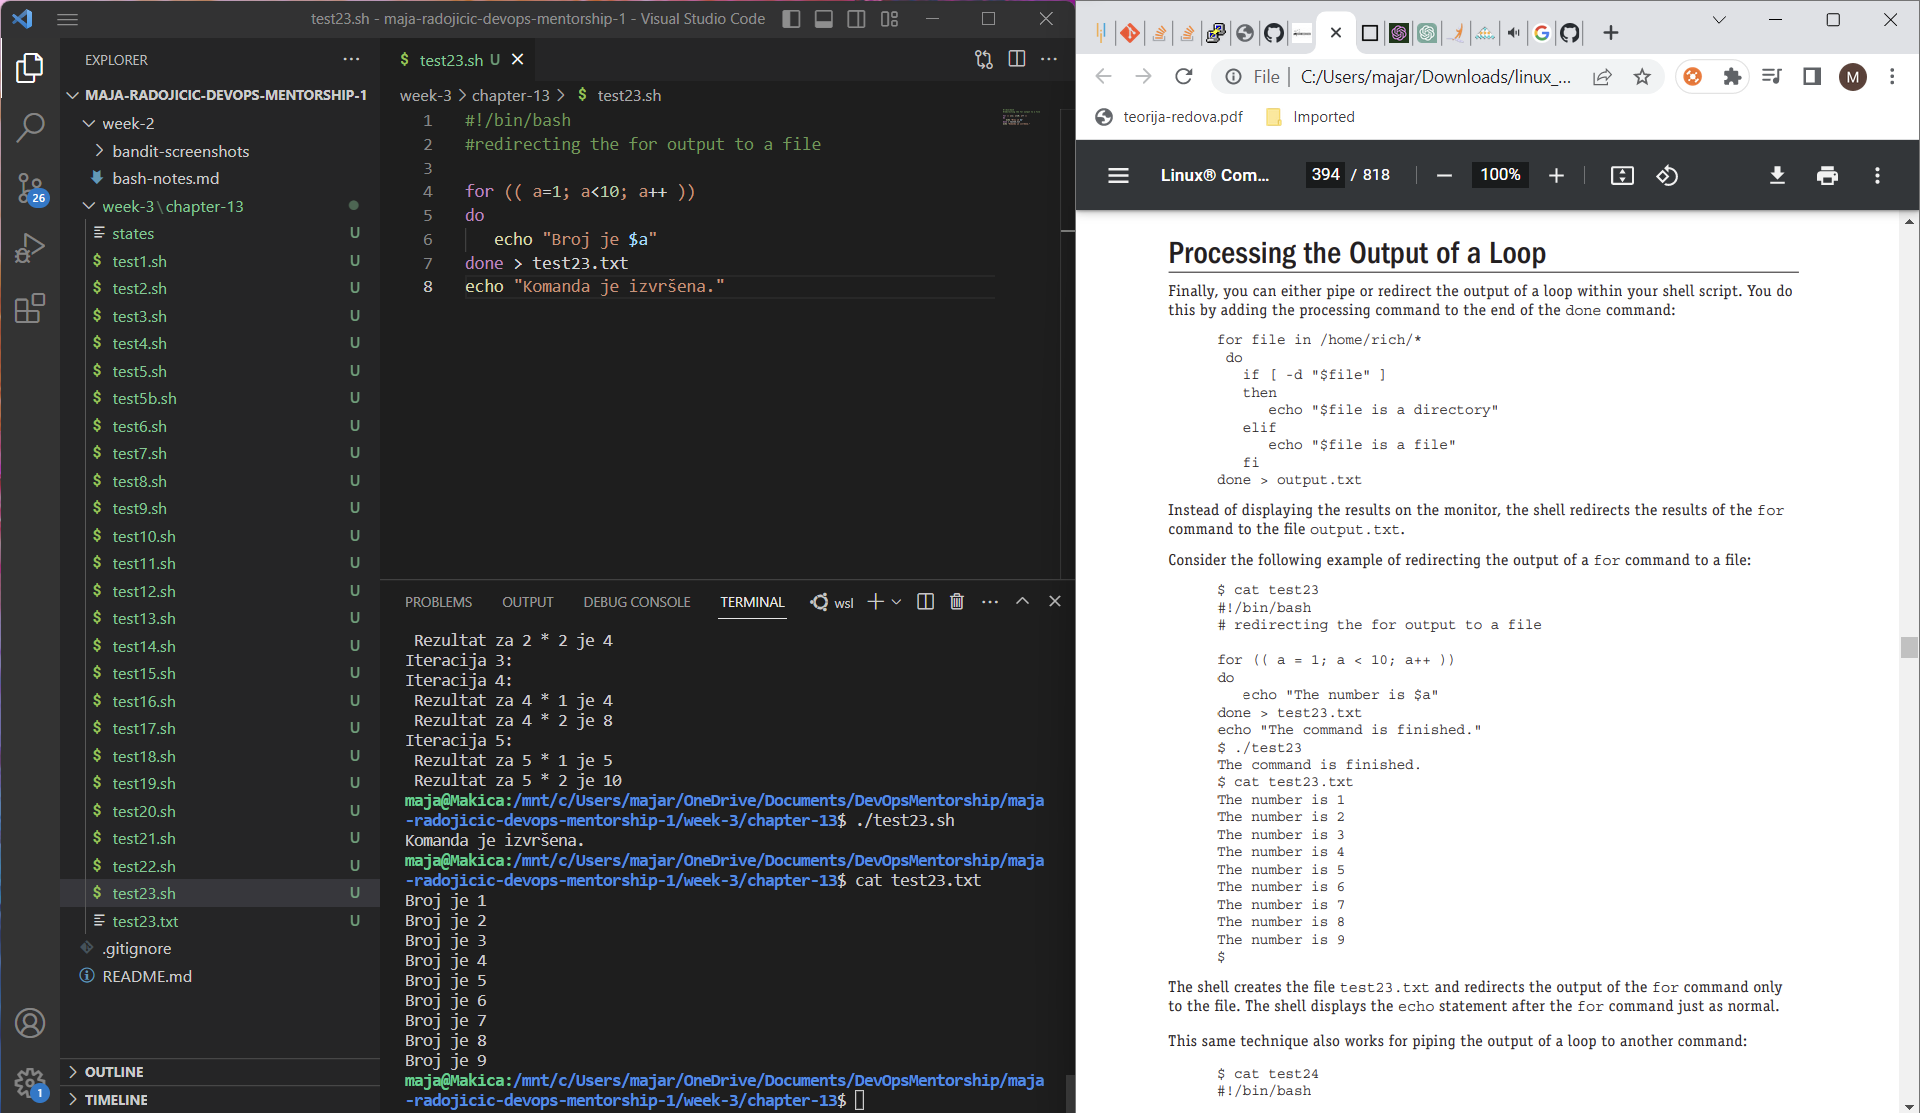 test23.sh - maja-radojicic-devops-mentorship-1 - Visual Studio Code
EXPLORER
MAJA-RADOJICIC-DEVOPS-MENTORSHIP-1
week-2
bandit-screenshots
bash-notes.md
week-3\chapter-13
states U
$ test1.sh U
$ test2.sh U
$ test3.sh U
$ test4.sh U
$ test5.sh U
$ test5b.sh U
$ test6.sh U
$ test7.sh U
$ test8.sh U
$ test9.sh U
$ test10.sh U
$ test11.sh U
$ test12.sh U
$ test13.sh U
$ test14.sh U
$ test15.sh U
$ test16.sh U
$ test17.sh U
$ test18.sh U
$ test19.sh U
$ test20.sh U
$ test21.sh U
$ test22.sh U
$ test23.sh U
test23.txt U
.gitignore
README.md
OUTLINE
TIMELINE
26
1
$ test23.sh U
week-3 > chapter-13 > $ test23.sh
1 #!/bin/bash
2 #redirecting the for output to a file
3
4 for (( a=1; a<10; a++ ))
5 do
6 echo "Broj je $a"
7 done > test23.txt
8 echo "Komanda je izvršena."
PROBLEMS OUTPUT DEBUG CONSOLE TERMINAL wsl
Rezultat za 2 * 2 je 4
Iteracija 3:
Iteracija 4:
Rezultat za 4 * 1 je 4
Rezultat za 4 * 2 je 8
Iteracija 5:
Rezultat za 5 * 1 je 5
Rezultat za 5 * 2 je 10
maja@Makica:/mnt/c/Users/majar/OneDrive/Documents/DevOpsMentorship/maja
-radojicic-devops-mentorship-1/week-3/chapter-13$ ./test23.sh
Komanda je izvršena.
maja@Makica:/mnt/c/Users/majar/OneDrive/Documents/DevOpsMentorship/maja
-radojicic-devops-mentorship-1/week-3/chapter-13$ cat test23.txt
Broj je 1
Broj je 2
Broj je 3
Broj je 4
Broj je 5
Broj je 6
Broj je 7
Broj je 8
Broj je 9
maja@Makica:/mnt/c/Users/majar/OneDrive/Documents/DevOpsMentorship/maja
-radojicic-devops-mentorship-1/week-3/chapter-13$
File | C:/Users/majar/Downloads/linux_...
M
teorija-redova.pdf Imported
Linux® Com... 394 / 818 100%
Processing the Output of a Loop
Finally, you can either pipe or redirect the output of a loop within your shell script. You do
this by adding the processing command to the end of the done command:
for file in /home/rich/*
do
if [ -d "$file" ]
then
echo "$file is a directory"
elif
echo "$file is a file"
fi
done > output.txt
Instead of displaying the results on the monitor, the shell redirects the results of the for
command to the file output.txt.
Consider the following example of redirecting the output of a for command to a file:
$ cat test23
#!/bin/bash
# redirecting the for output to a file
for (( a = 1; a < 10; a++ ))
do
echo "The number is $a"
done > test23.txt
echo "The command is finished."
$ ./test23
The command is finished.
$ cat test23.txt
The number is 1
The number is 2
The number is 3
The number is 4
The number is 5
The number is 6
The number is 7
The number is 8
The number is 9
$
The shell creates the file test23.txt and redirects the output of the for command only
to the file. The shell displays the echo statement after the for command just as normal.
This same technique also works for piping the output of a loop to another command:
$ cat test24
#!/bin/bash